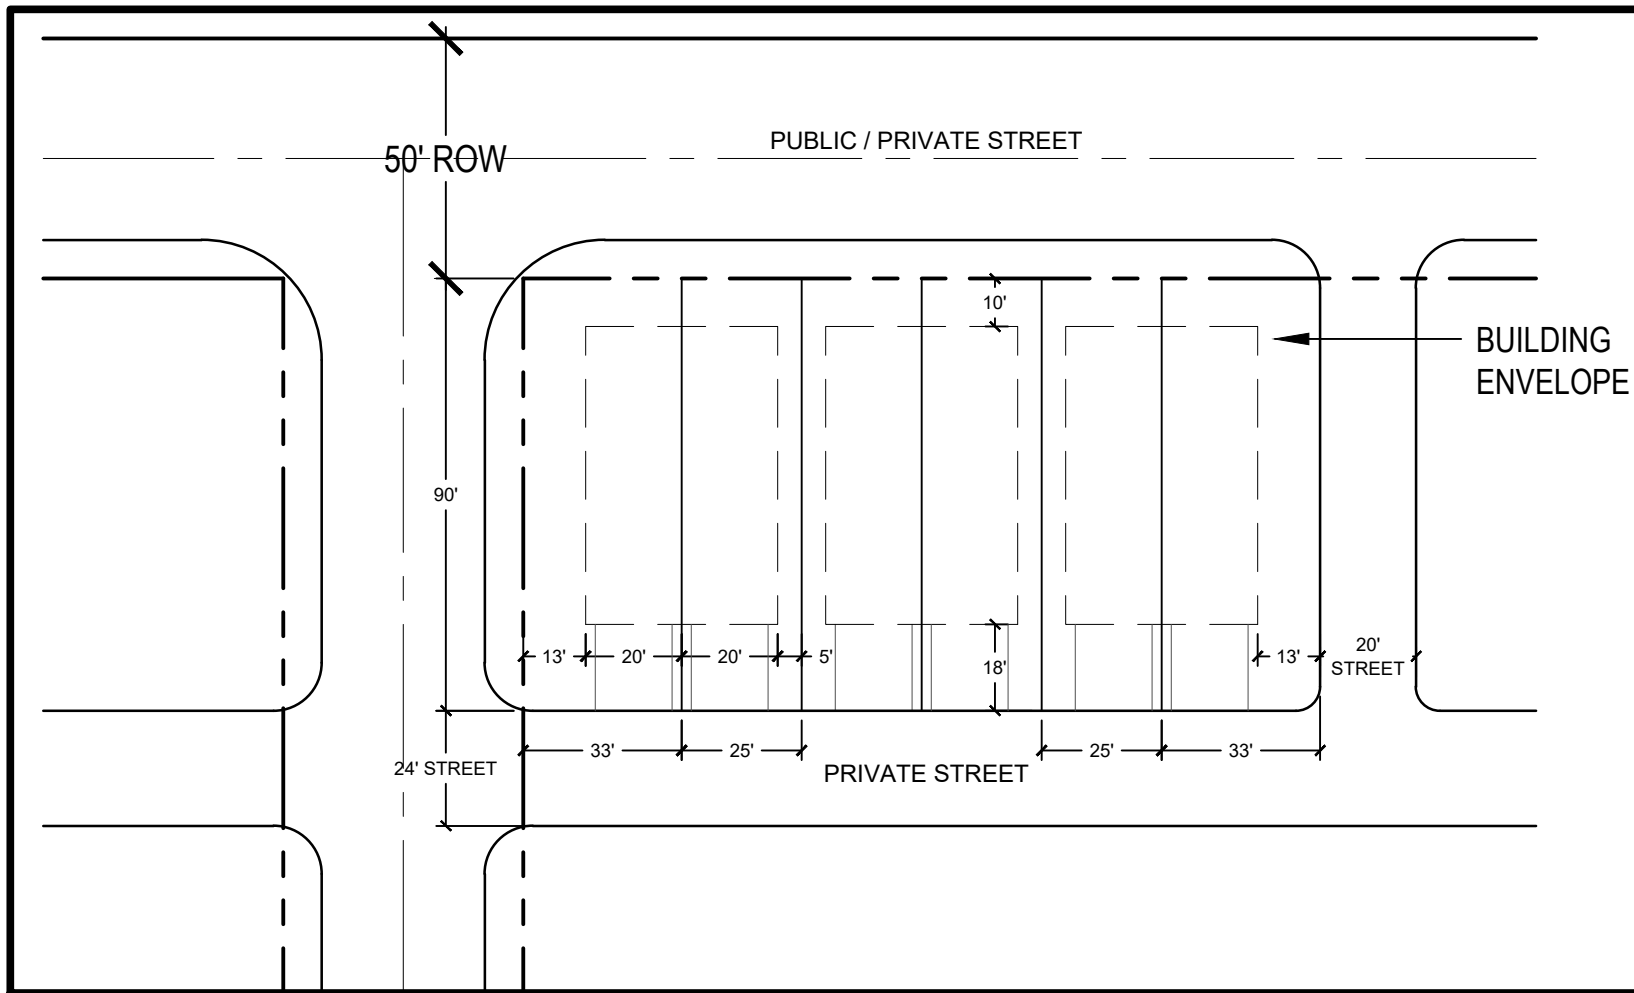 PUBLIC / PRIVATE STREET
50' ROW
10'
BUILDING
ENVELOPE
90'
13'
20'
20'
5'
18'
13'
20'
STREET
33'
25'
25'
33'
24' STREET
PRIVATE STREET